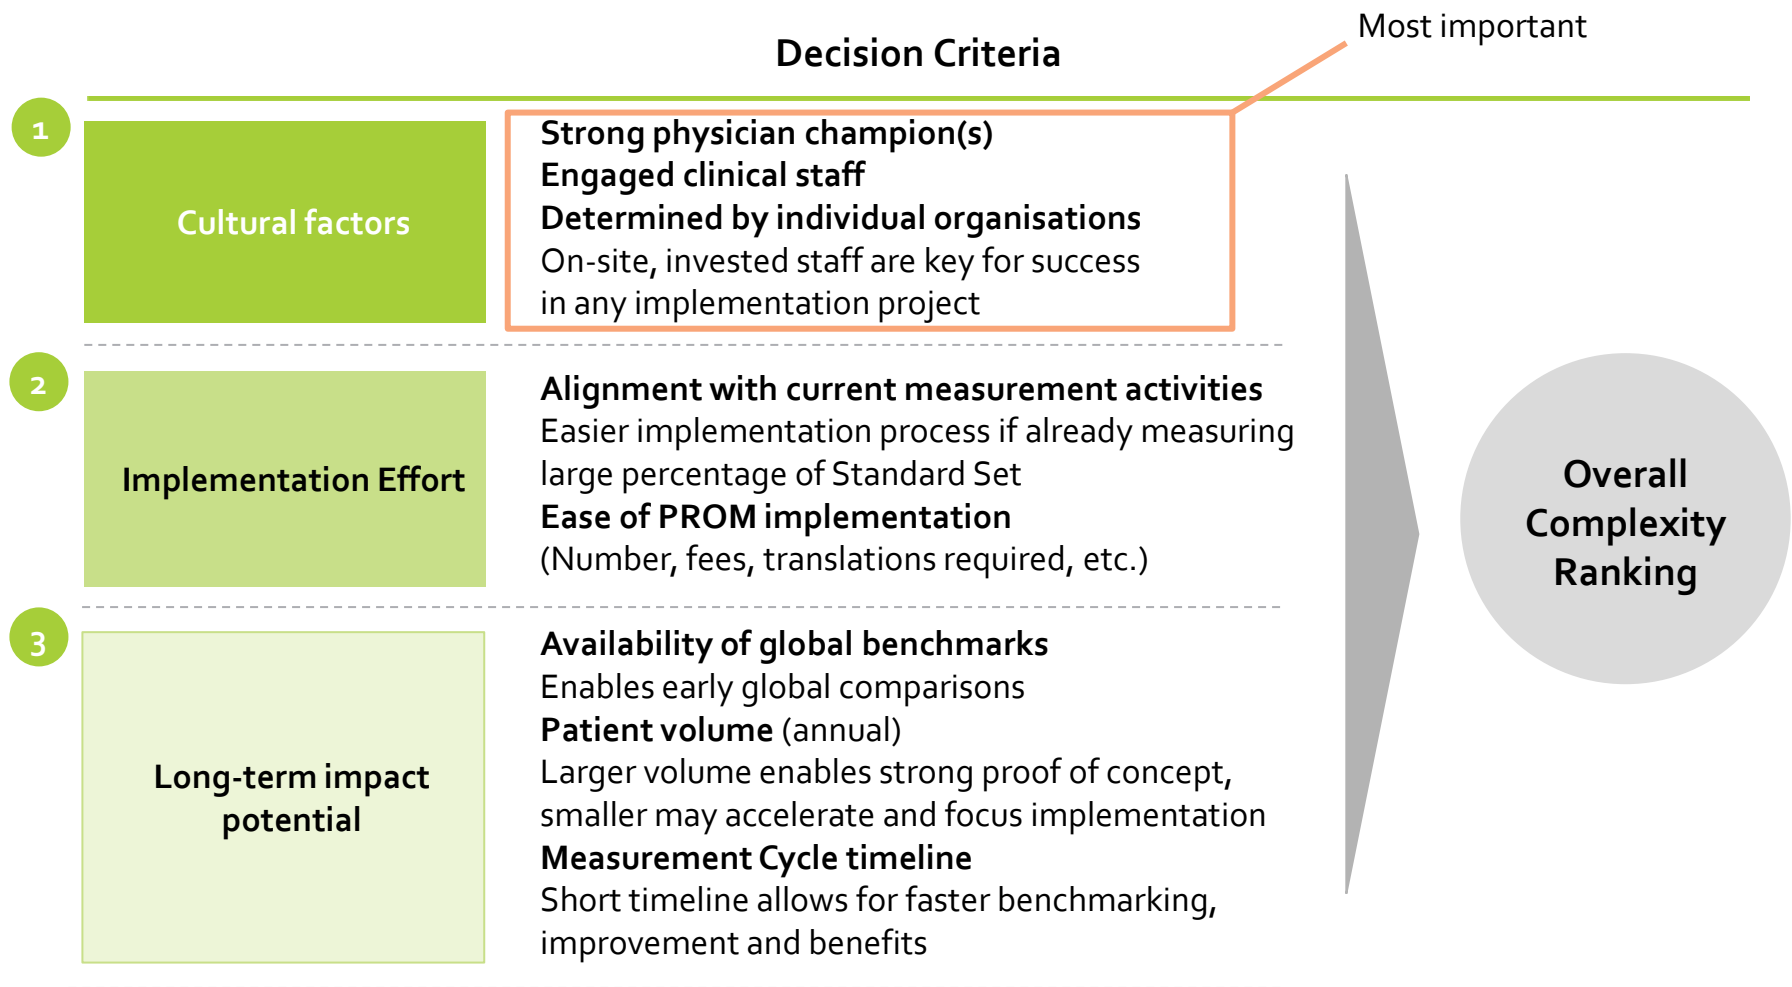 Most important
Decision Criteria
1
Cultural factors
Strong physician champion(s)
Engaged clinical staff
Determined by individual organisations
On-site, invested staff are key for success
in any implementation project
2
Implementation Effort
Alignment with current measurement activities
Easier implementation process if already measuring
large percentage of Standard Set
Ease of PROM implementation
(Number, fees, translations required, etc.)
3
Long-term impact
potential
Availability of global benchmarks
Enables early global comparisons
Patient volume (annual)
Larger volume enables strong proof of concept,
smaller may accelerate and focus implementation
Measurement Cycle timeline
Short timeline allows for faster benchmarking,
improvement and benefits
Overall
Complexity
Ranking